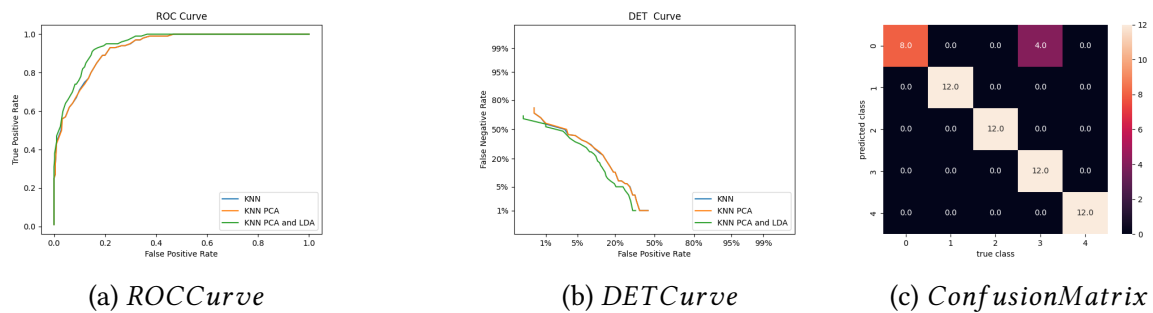 ROC Curve
1.0
0.8
0.6
0.4
0.2
0.0
True Positive Rate
KNN
KNN PCA
KNN PCA and LDA
0.0 0.2 0.4 0.6 0.8 1.0
False Positive Rate
(a) ROCCurve
DET Curve
99%
95%
80%
50%
20%
5%
1%
False Negative Rate
KNN
KNN PCA
KNN PCA and LDA
1% 5% 20% 50% 80% 95% 99%
False Positive Rate
(b) DETCurve
predicted class
0 8.0 0.0 0.0 4.0 0.0
1 0.0 12.0 0.0 0.0 0.0
2 0.0 0.0 12.0 0.0 0.0
3 0.0 0.0 0.0 12.0 0.0
4 0.0 0.0 0.0 0.0 12.0
0 1 2 3 4
true class
12
10
8
6
4
2
0
(c) ConfusionMatrix